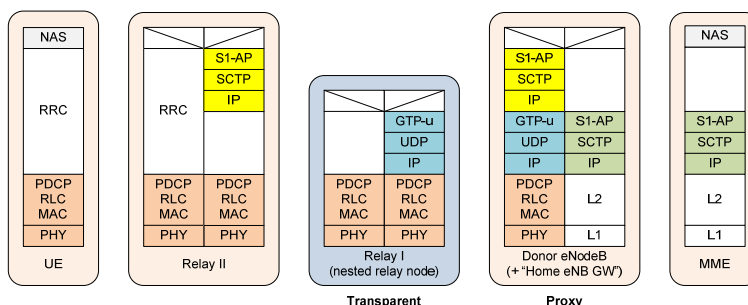 NAS
RRC
PDCP
RLC
MAC
PHY
UE
RRC
S1-AP
SCTP
IP
PDCP
RLC
MAC
PDCP
RLC
MAC
PHY
PHY
Relay II
GTP-u
UDP
IP
PDCP
RLC
MAC
PDCP
RLC
MAC
PHY
PHY
Relay I
(nested relay node)
Transparent
S1-AP
SCTP
IP
GTP-u
UDP
IP
S1-AP
SCTP
IP
PDCP
RLC
MAC
L2
PHY
L1
Donor eNodeB
(+ “Home eNB GW”)
Proxy
NAS
S1-AP
SCTP
IP
L2
L1
MME